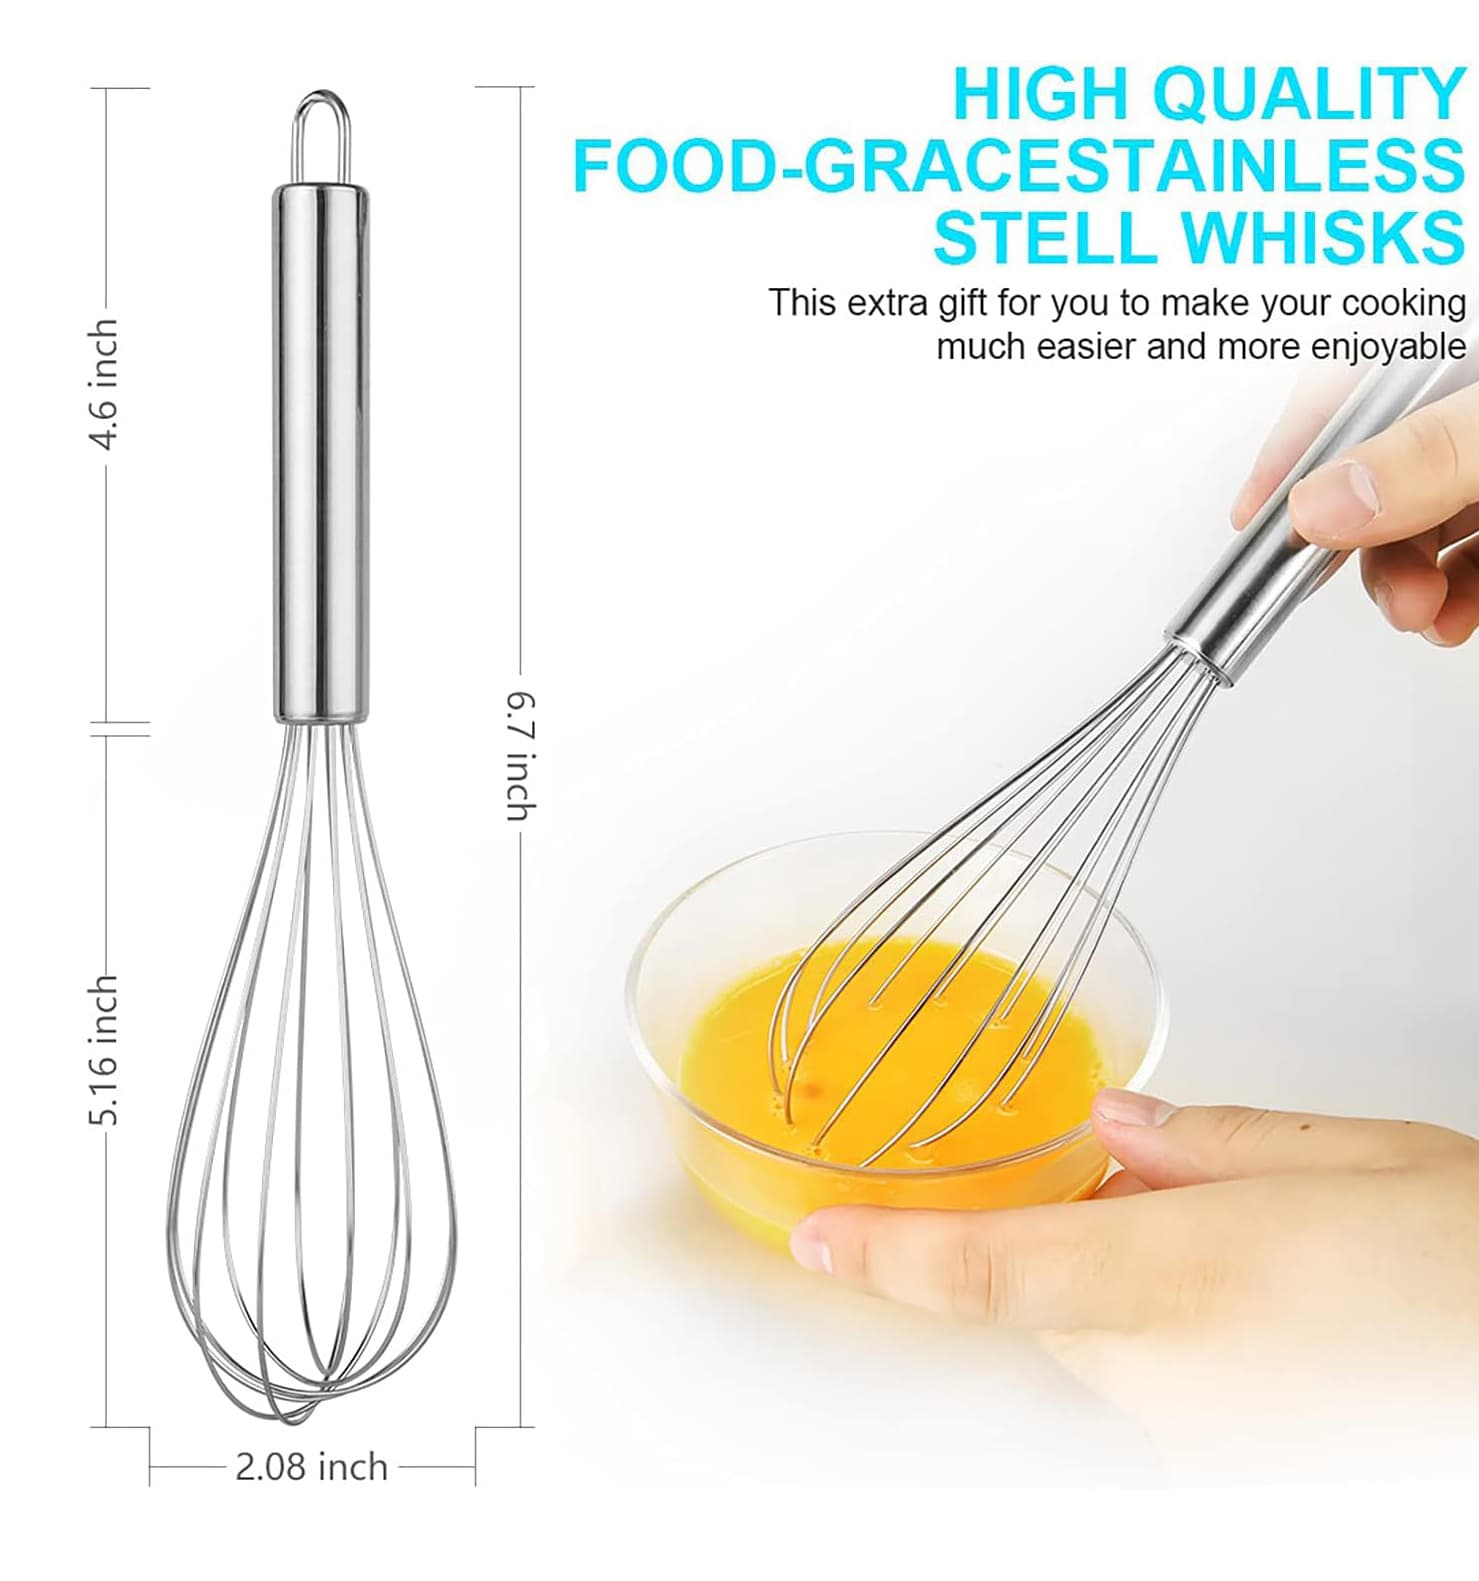 HIGH QUALITY
FOOD-GRACESTAINLESS
STELL WHISKS
This extra gift for you to make your cooking
much easier and more enjoyable
4.6 inch
6.7 inch
5.16 inch
2.08 inch